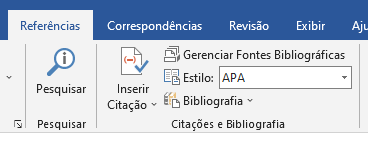 Referências Correspondências Revisão Exibir Aju
Pesquisar
Inserir
Citação
Gerenciar Fontes Bibliográficas
Estilo: APA
Bibliografia
Pesquisar
Citações e Bibliografia